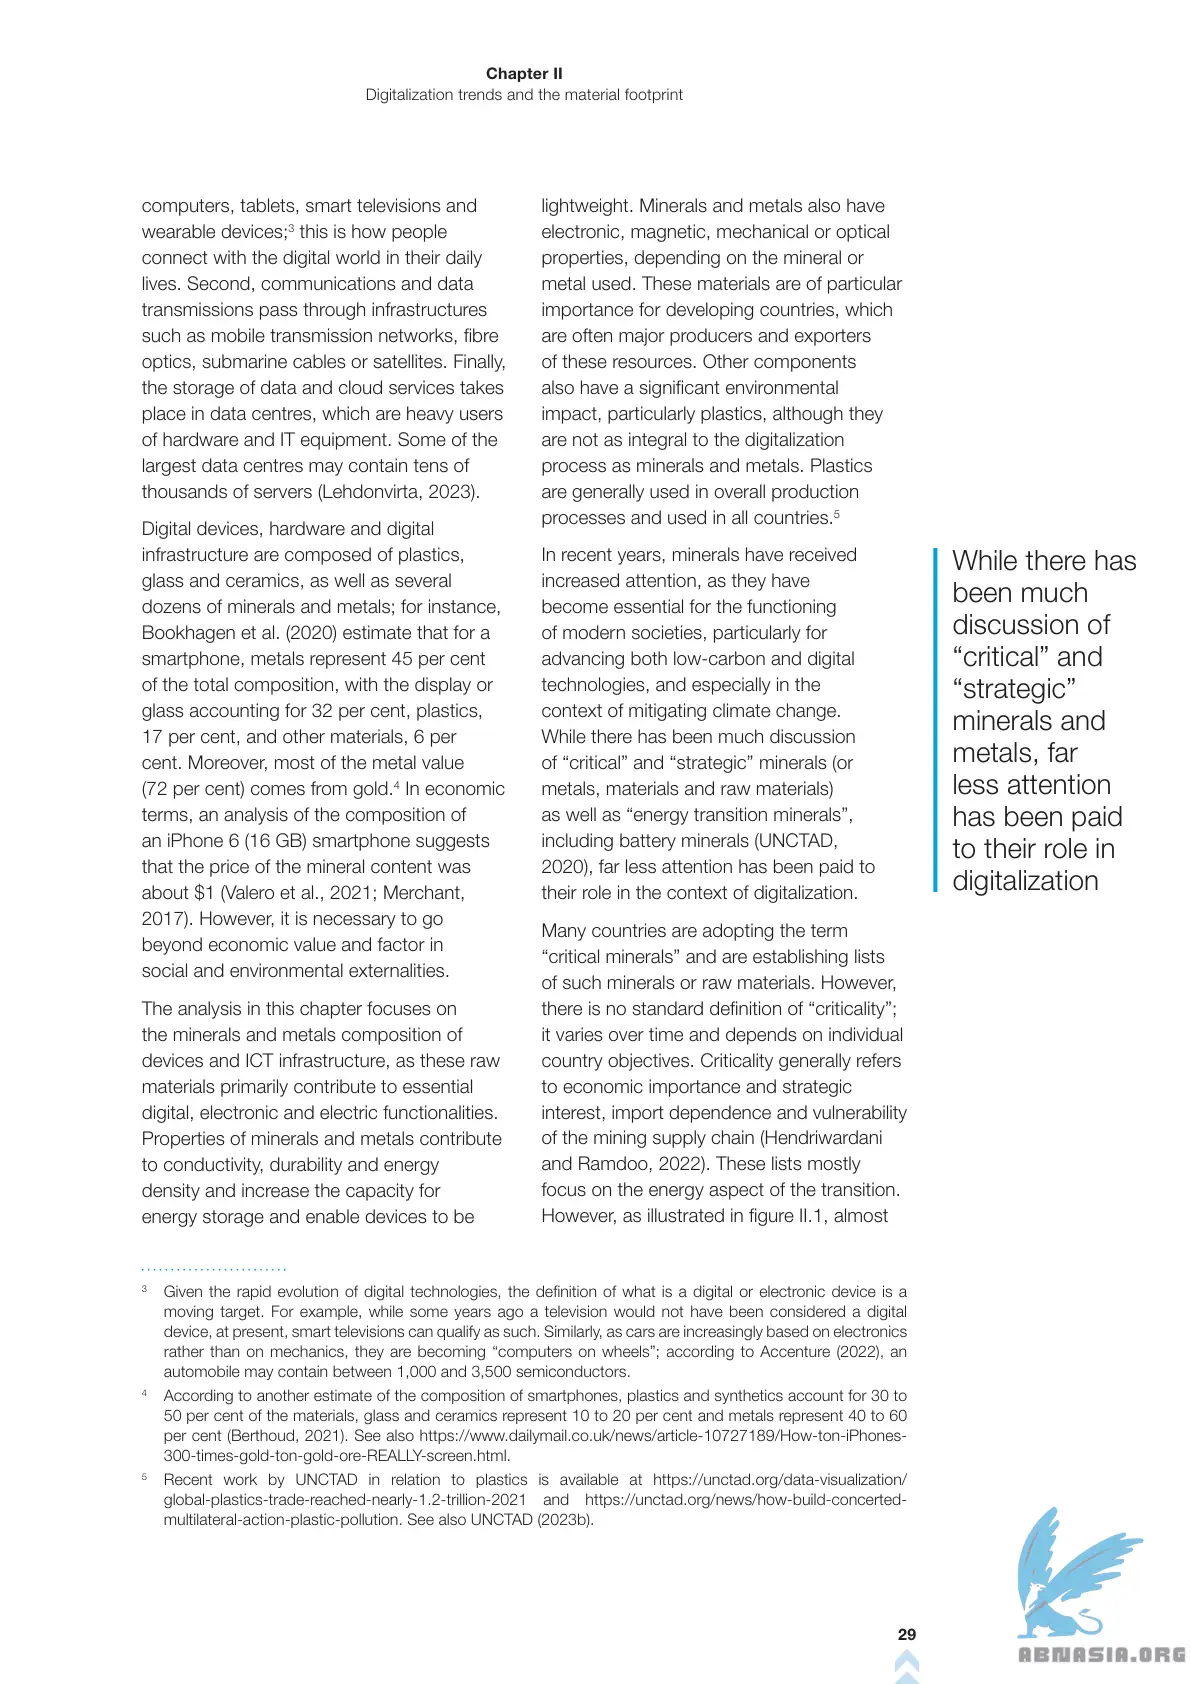 Chapter II
Digitalization trends and the material footprint
computers, tablets, smart televisions and
wearable devices;³ this is how people
connect with the digital world in their daily
lives. Second, communications and data
transmissions pass through infrastructures
such as mobile transmission networks, fibre
optics, submarine cables or satellites. Finally,
the storage of data and cloud services takes
place in data centres, which are heavy users
of hardware and IT equipment. Some of the
largest data centres may contain tens of
thousands of servers (Lehdonvirta, 2023).
Digital devices, hardware and digital
infrastructure are composed of plastics,
glass and ceramics, as well as several
dozens of minerals and metals; for instance,
Bookhagen et al. (2020) estimate that for a
smartphone, metals represent 45 per cent
of the total composition, with the display or
glass accounting for 32 per cent, plastics,
17 per cent, and other materials, 6 per
cent. Moreover, most of the metal value
(72 per cent) comes from gold.⁴ In economic
terms, an analysis of the composition of
an iPhone 6 (16 GB) smartphone suggests
that the price of the mineral content was
about $1 (Valero et al., 2021; Merchant,
2017). However, it is necessary to go
beyond economic value and factor in
social and environmental externalities.
The analysis in this chapter focuses on
the minerals and metals composition of
devices and ICT infrastructure, as these raw
materials primarily contribute to essential
digital, electronic and electric functionalities.
Properties of minerals and metals contribute
to conductivity, durability and energy
density and increase the capacity for
energy storage and enable devices to be
lightweight. Minerals and metals also have
electronic, magnetic, mechanical or optical
properties, depending on the mineral or
metal used. These materials are of particular
importance for developing countries, which
are often major producers and exporters
of these resources. Other components
also have a significant environmental
impact, particularly plastics, although they
are not as integral to the digitalization
process as minerals and metals. Plastics
are generally used in overall production
processes and used in all countries.⁵
In recent years, minerals have received
increased attention, as they have
become essential for the functioning
of modern societies, particularly for
advancing both low-carbon and digital
technologies, and especially in the
context of mitigating climate change.
While there has been much discussion
of “critical” and “strategic” minerals (or
metals, materials and raw materials)
as well as “energy transition minerals”,
including battery minerals (UNCTAD,
2020), far less attention has been paid to
their role in the context of digitalization.
Many countries are adopting the term
“critical minerals” and are establishing lists
of such minerals or raw materials. However,
there is no standard definition of “criticality”;
it varies over time and depends on individual
country objectives. Criticality generally refers
to economic importance and strategic
interest, import dependence and vulnerability
of the mining supply chain (Hendriwardani
and Ramdoo, 2022). These lists mostly
focus on the energy aspect of the transition.
However, as illustrated in figure II.1, almost
While there has
been much
discussion of
“critical” and
“strategic”
minerals and
metals, far
less attention
has been paid
to their role in
digitalization
³ Given the rapid evolution of digital technologies, the definition of what is a digital or electronic device is a
moving target. For example, while some years ago a television would not have been considered a digital
device, at present, smart televisions can qualify as such. Similarly, as cars are increasingly based on electronics
rather than on mechanics, they are becoming “computers on wheels”; according to Accenture (2022), an
automobile may contain between 1,000 and 3,500 semiconductors.
⁴ According to another estimate of the composition of smartphones, plastics and synthetics account for 30 to
50 per cent of the materials, glass and ceramics represent 10 to 20 per cent and metals represent 40 to 60
per cent (Berthoud, 2021). See also https://www.dailymail.co.uk/news/article-10727189/How-ton-iPhones-
300-times-gold-ton-gold-ore-REALLY-screen.html.
⁵ Recent work by UNCTAD in relation to plastics is available at https://unctad.org/data-visualization/
global-plastics-trade-reached-nearly-1.2-trillion-2021 and https://unctad.org/news/how-build-concerted-
multilateral-action-plastic-pollution. See also UNCTAD (2023b).
29
ABNASIA.ORG